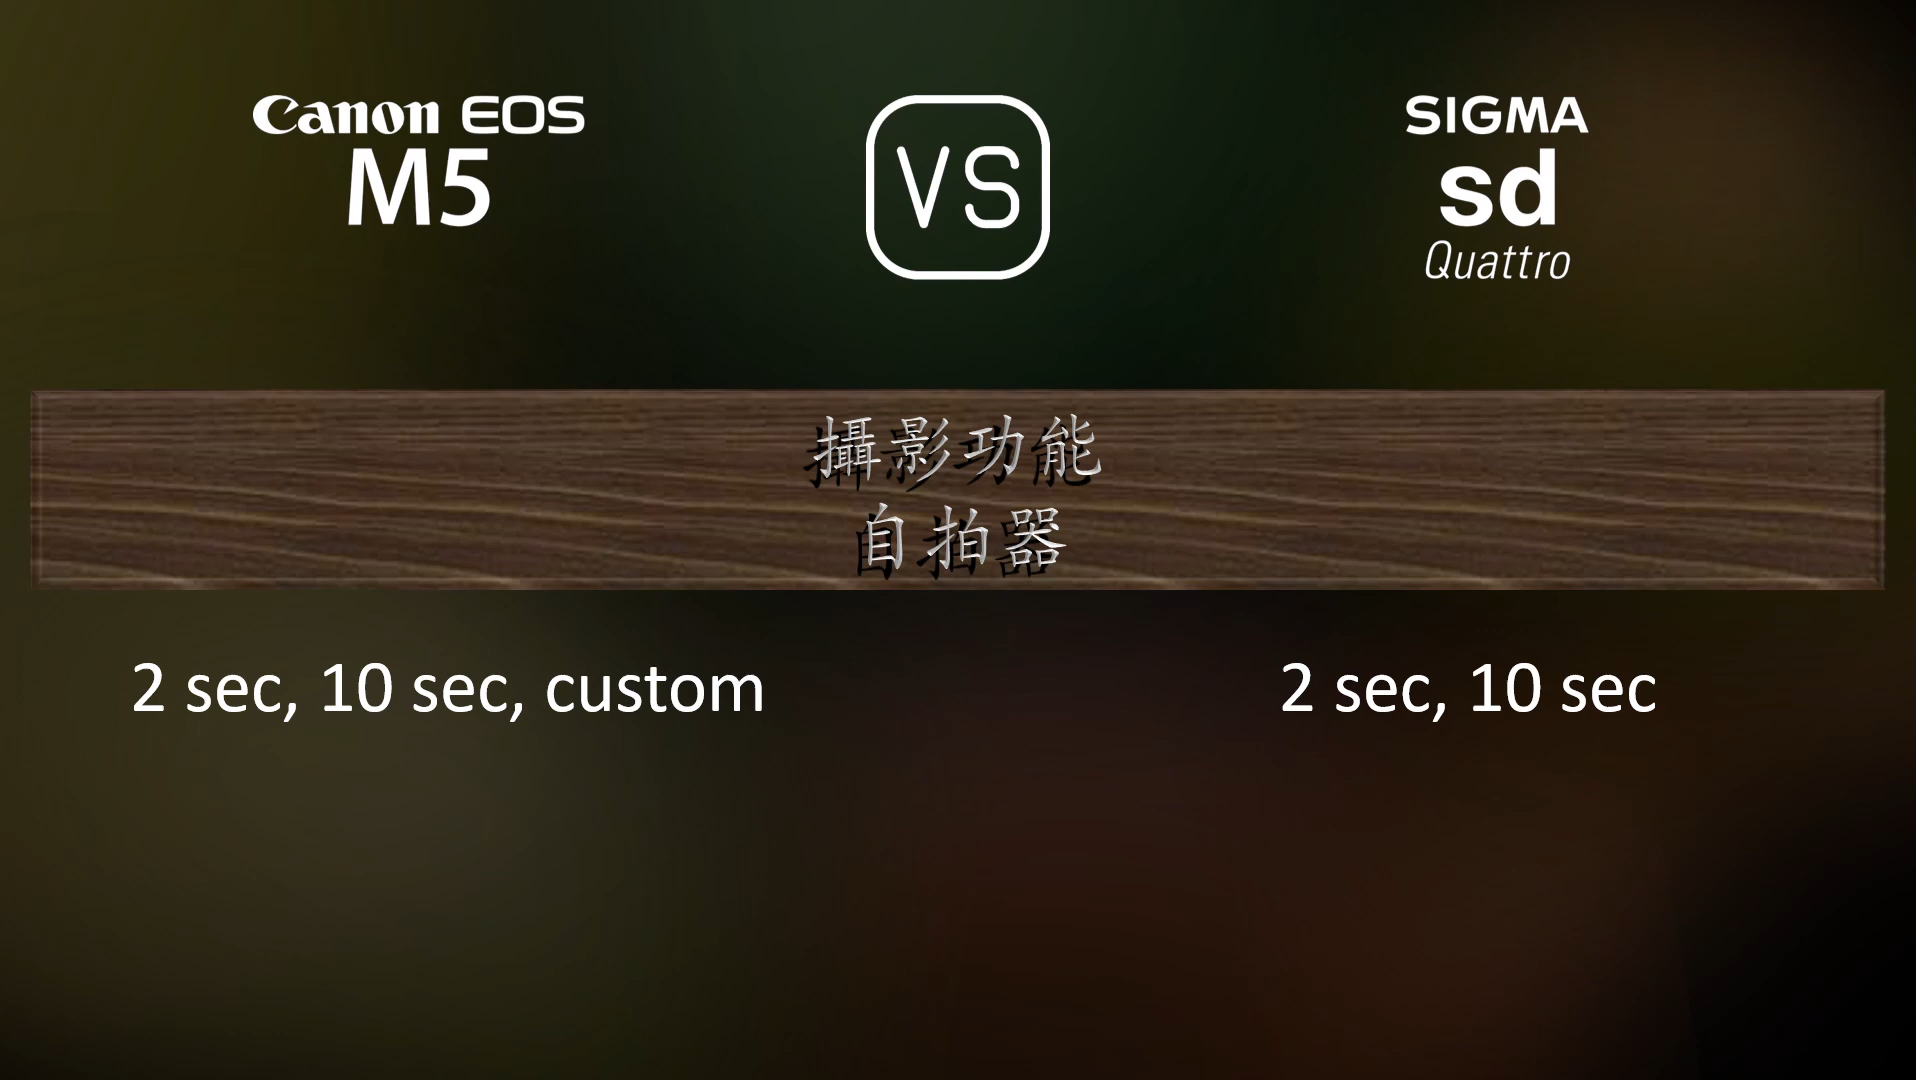 Canon EOS
M5
VS
SIGMA
sd
Quattro
攝影功能
自拍器
2 sec, 10 sec, custom
2 sec, 10 sec